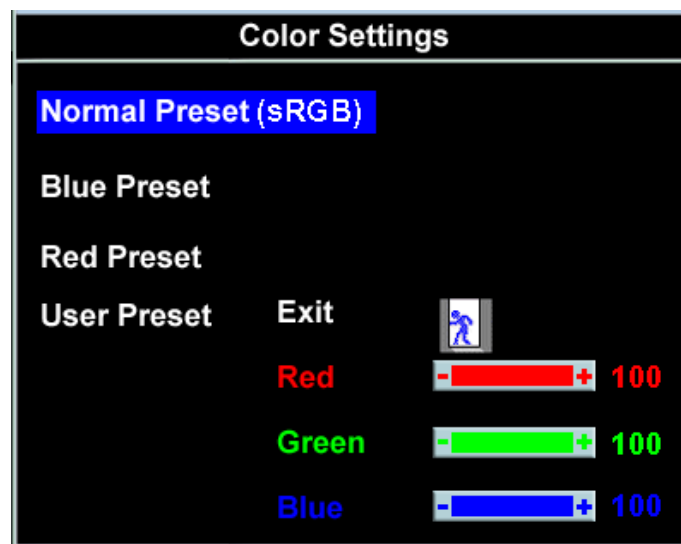 Color Settings
Normal Preset (sRGB)
Blue Preset
Red Preset
User Preset Exit
Red - + 100
Green - + 100
Blue - + 100